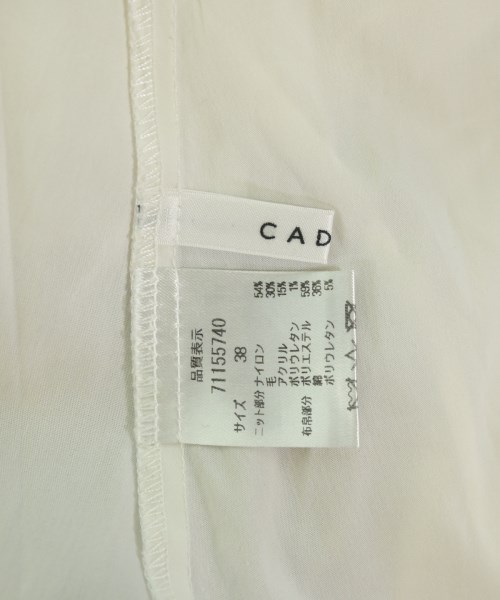 CAD
品質表示
71155740
サイズ 38
ニット部分 ナイロン 54%
毛 30%
アクリル 15%
ポリウレタン 1%
布帛部分 ポリエステル 59%
綿 36%
ポリウレタン 5%